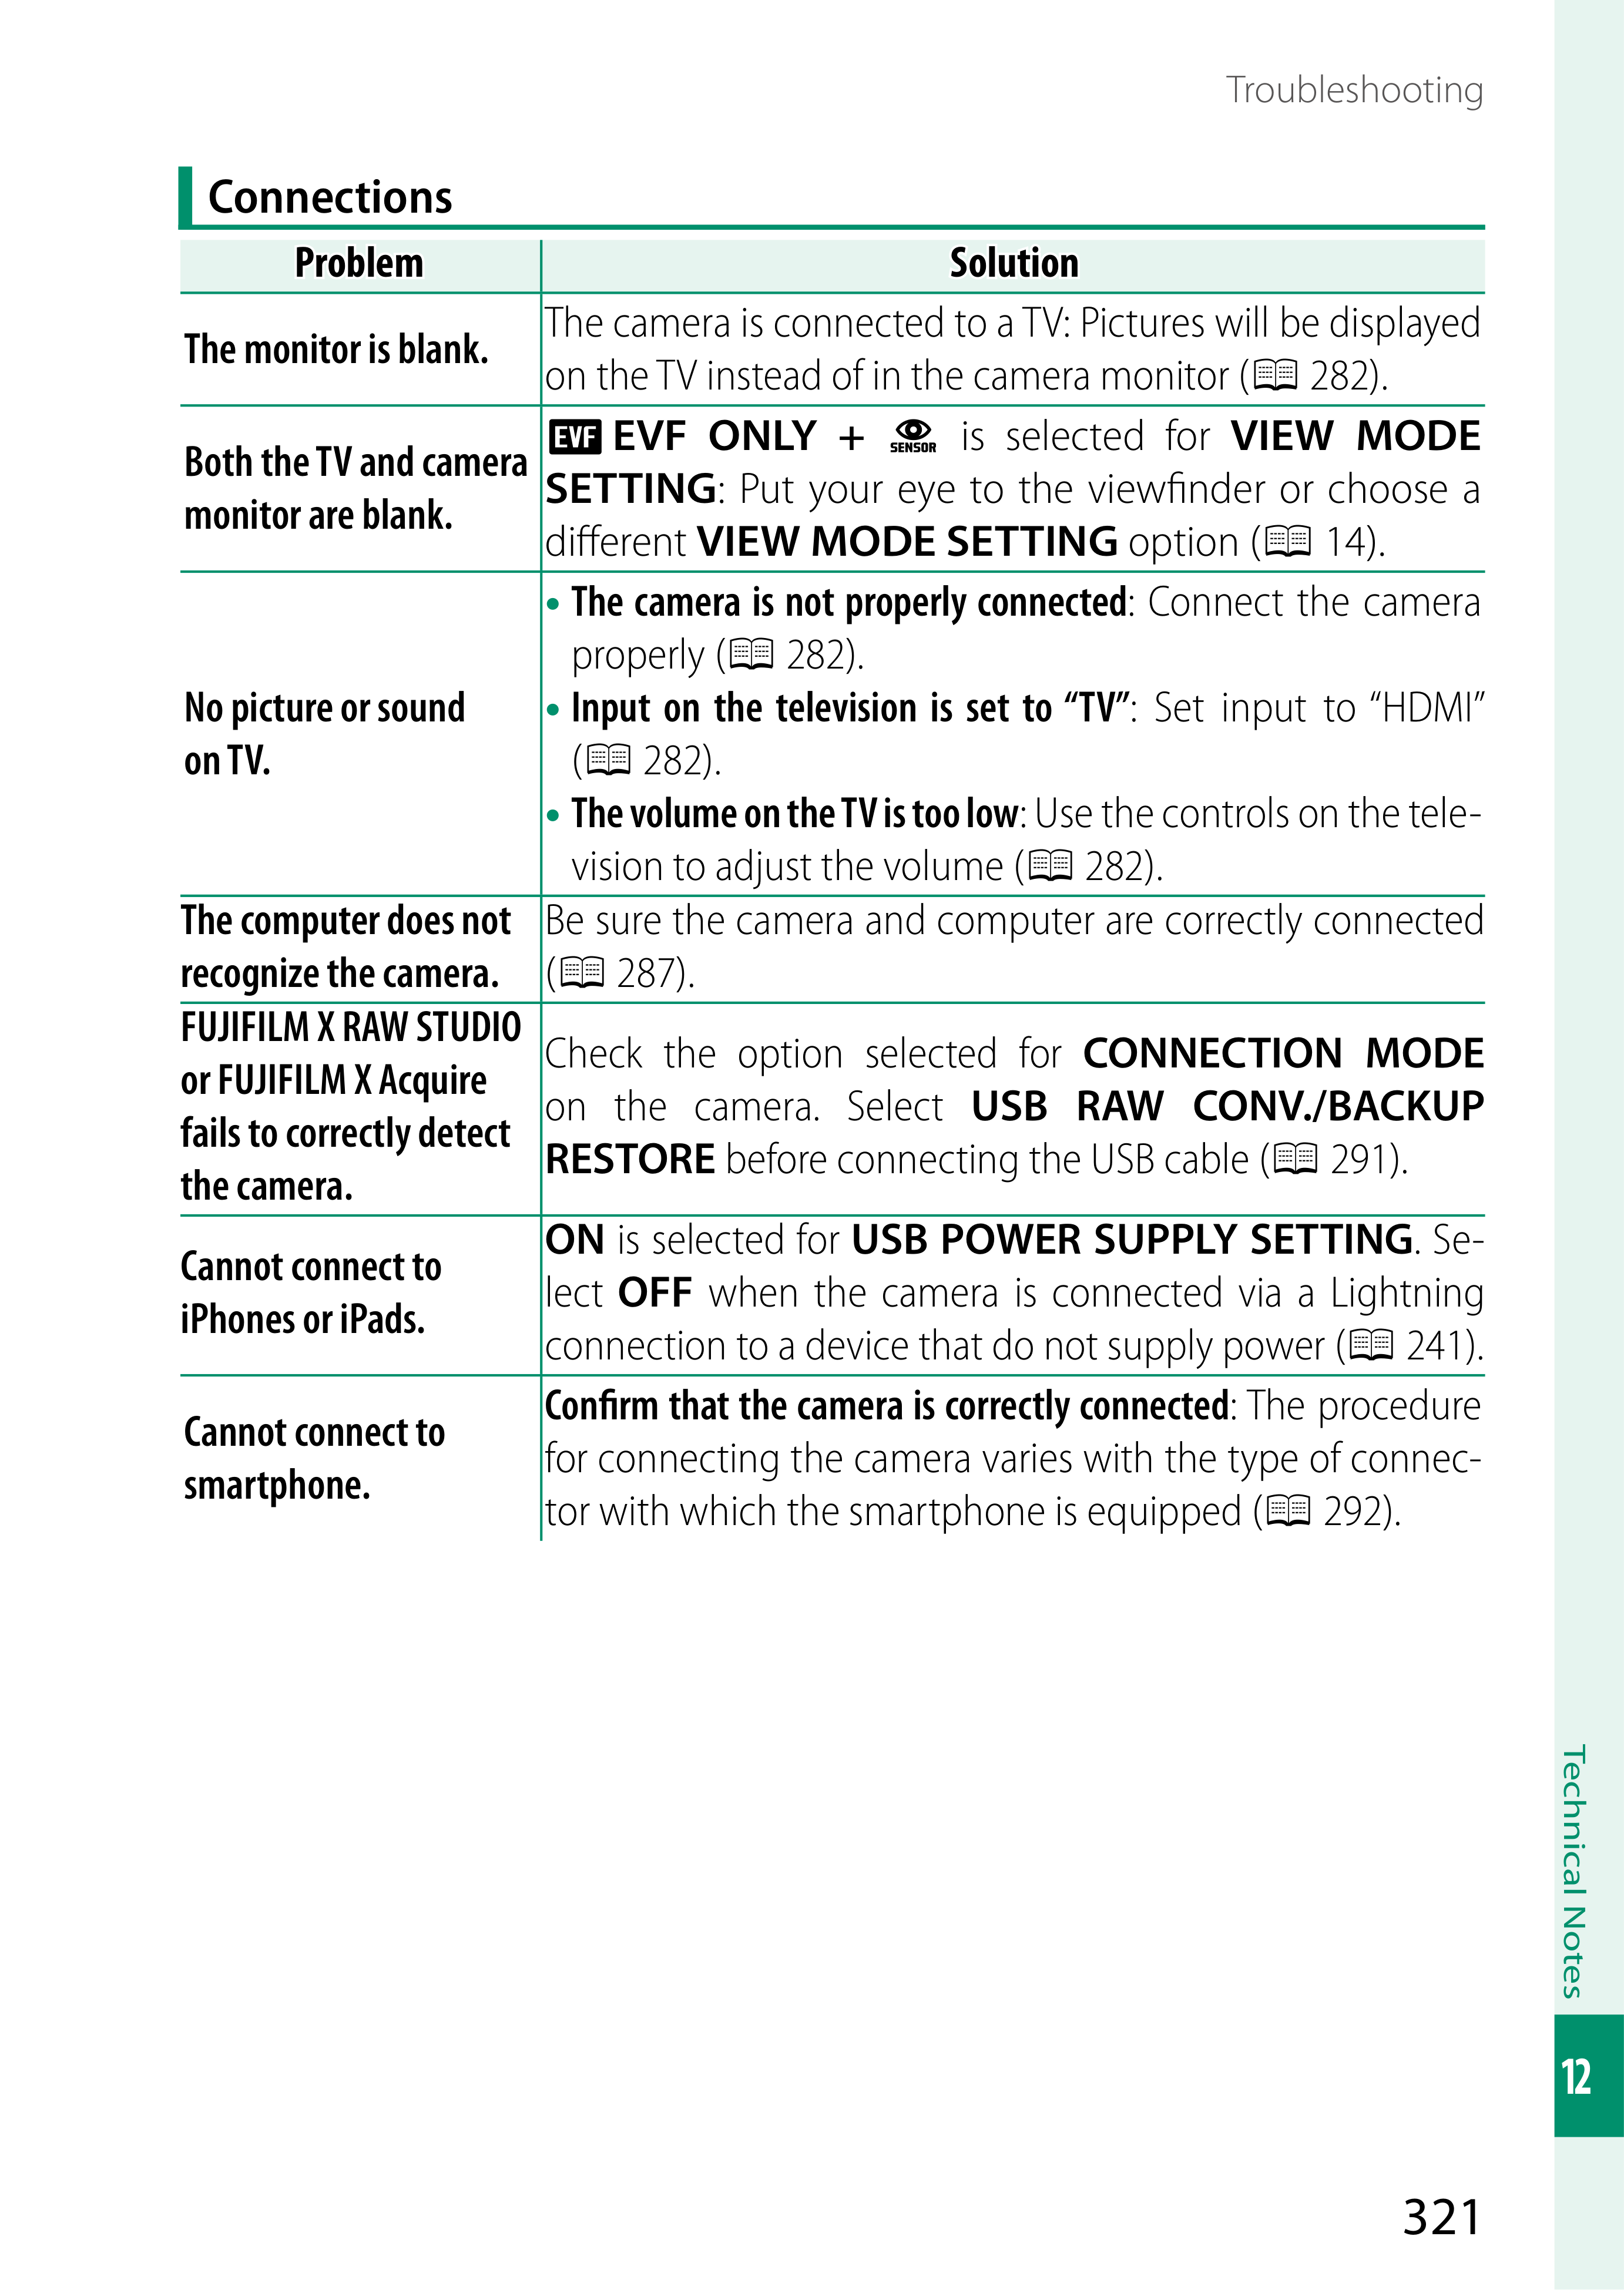 Troubleshooting
Connections
Problem
Solution
The monitor is blank.
The camera is connected to a TV: Pictures will be displayed
on the TV instead of in the camera monitor (📖 282).
Both the TV and camera
monitor are blank.
EVF EVF ONLY + SENSOR is selected for VIEW MODE
SETTING: Put your eye to the viewfinder or choose a
different VIEW MODE SETTING option (📖 14).
No picture or sound
on TV.
• The camera is not properly connected: Connect the camera
properly (📖 282).
• Input on the television is set to “TV”: Set input to “HDMI”
(📖 282).
• The volume on the TV is too low: Use the controls on the tele-
vision to adjust the volume (📖 282).
The computer does not
recognize the camera.
Be sure the camera and computer are correctly connected
(📖 287).
FUJIFILM X RAW STUDIO
or FUJIFILM X Acquire
fails to correctly detect
the camera.
Check the option selected for CONNECTION MODE
on the camera. Select USB RAW CONV./BACKUP
RESTORE before connecting the USB cable (📖 291).
Cannot connect to
iPhones or iPads.
ON is selected for USB POWER SUPPLY SETTING. Se-
lect OFF when the camera is connected via a Lightning
connection to a device that do not supply power (📖 241).
Cannot connect to
smartphone.
Confirm that the camera is correctly connected: The procedure
for connecting the camera varies with the type of connec-
tor with which the smartphone is equipped (📖 292).
Technical Notes
12
321